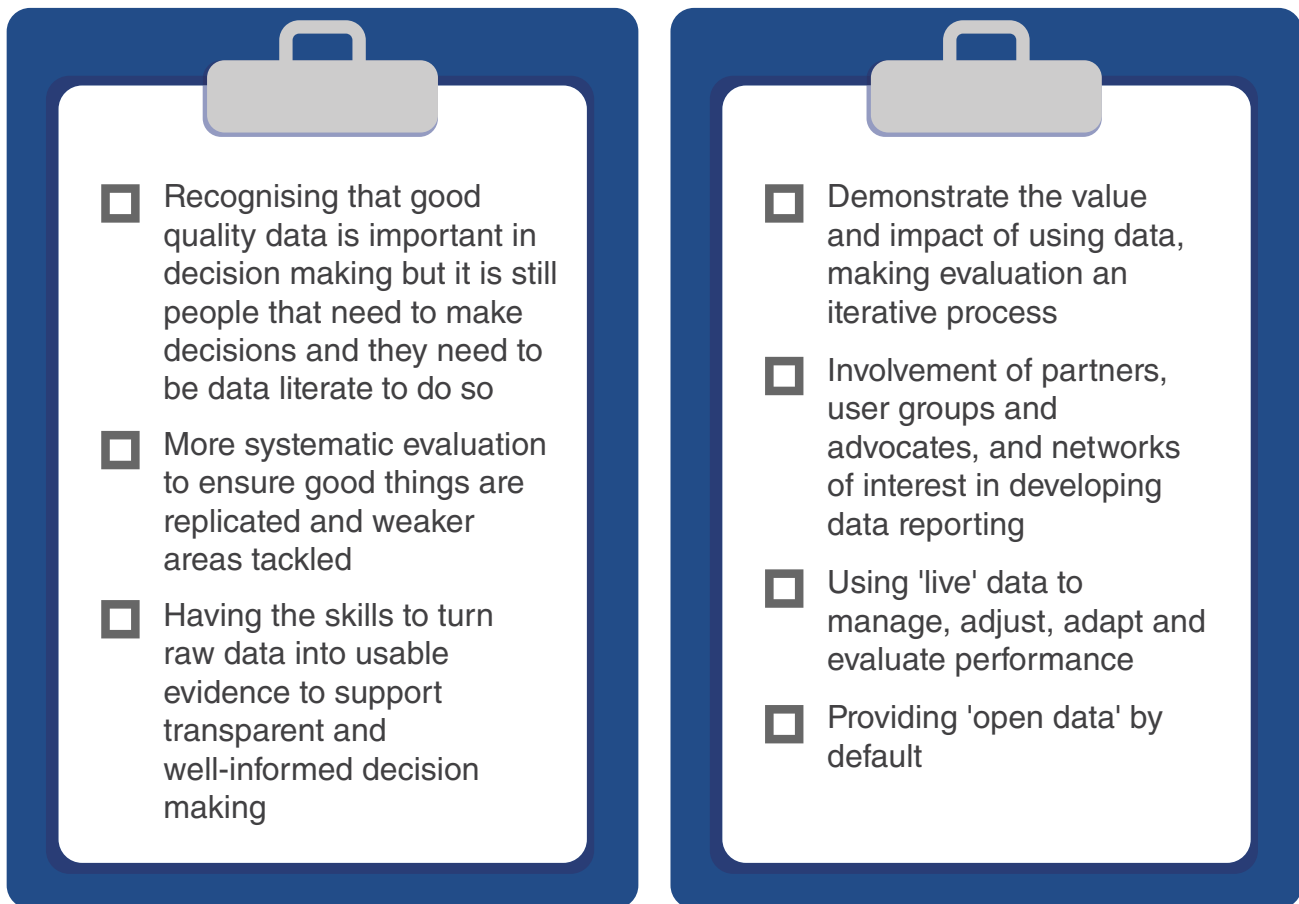 Recognising that good
quality data is important in
decision making but it is still
people that need to make
decisions and they need to
be data literate to do so
More systematic evaluation
to ensure good things are
replicated and weaker
areas tackled
Having the skills to turn
raw data into usable
evidence to support
transparent and
well-informed decision
making
Demonstrate the value
and impact of using data,
making evaluation an
iterative process
Involvement of partners,
user groups and
advocates, and networks
of interest in developing
data reporting
Using 'live' data to
manage, adjust, adapt and
evaluate performance
Providing 'open data' by
default